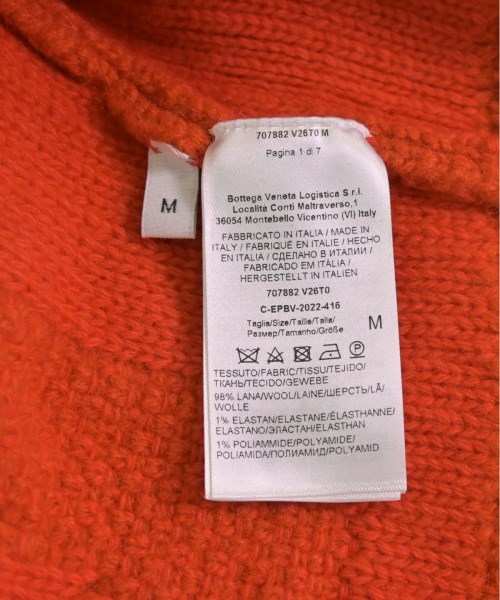 707882 V26T0 M
Pagina 1 di 7
M
Bottega Veneta Logistica S.r.l.
Localita Conti Maltraverso,1
36054 Montebello Vicentino (VI) Italy
FABBRICATO IN ITALIA / MADE IN
ITALY / FABRIQUÉ EN ITALIE / HECHO
EN ITALIA / СДЕЛАНО В ИТАЛИИ /
FABRICADO EM ITÁLIA /
HERGESTELLT IN ITALIEN
707882 V26T0
C-EPBV-2022-416
Taglia/Size/Taille/Talla/
Размер/Tamanho/Größe
M
TESSUTO/FABRIC/TISSU/TEJIDO/
ТКАНЬ/TECIDO/GEWEBE
98% LANA/WOOL/LAINE/ШЕРСТЬ/LÃ/
WOLLE
1% ELASTAN/ELASTANE/ÉLASTHANNE/
ELASTANO/ЭЛАСТАН/ELASTHAN
1% POLIAMMIDE/POLYAMIDE/
POLIAMIDA/ПОЛИАМИД/POLYAMID